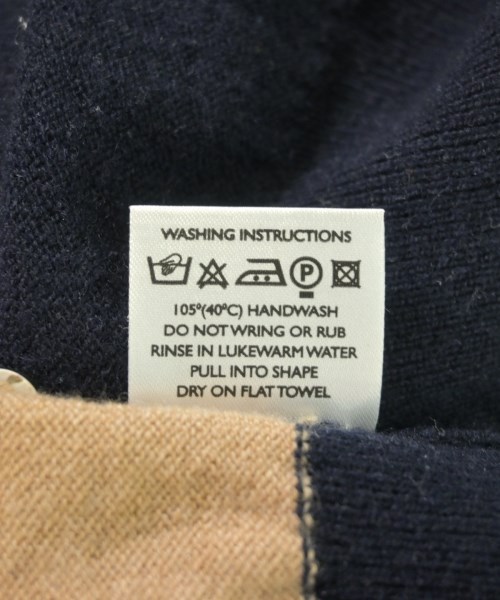 WASHING INSTRUCTIONS
P
105°(40°C) HANDWASH
DO NOT WRING OR RUB
RINSE IN LUKEWARM WATER
PULL INTO SHAPE
DRY ON FLAT TOWEL